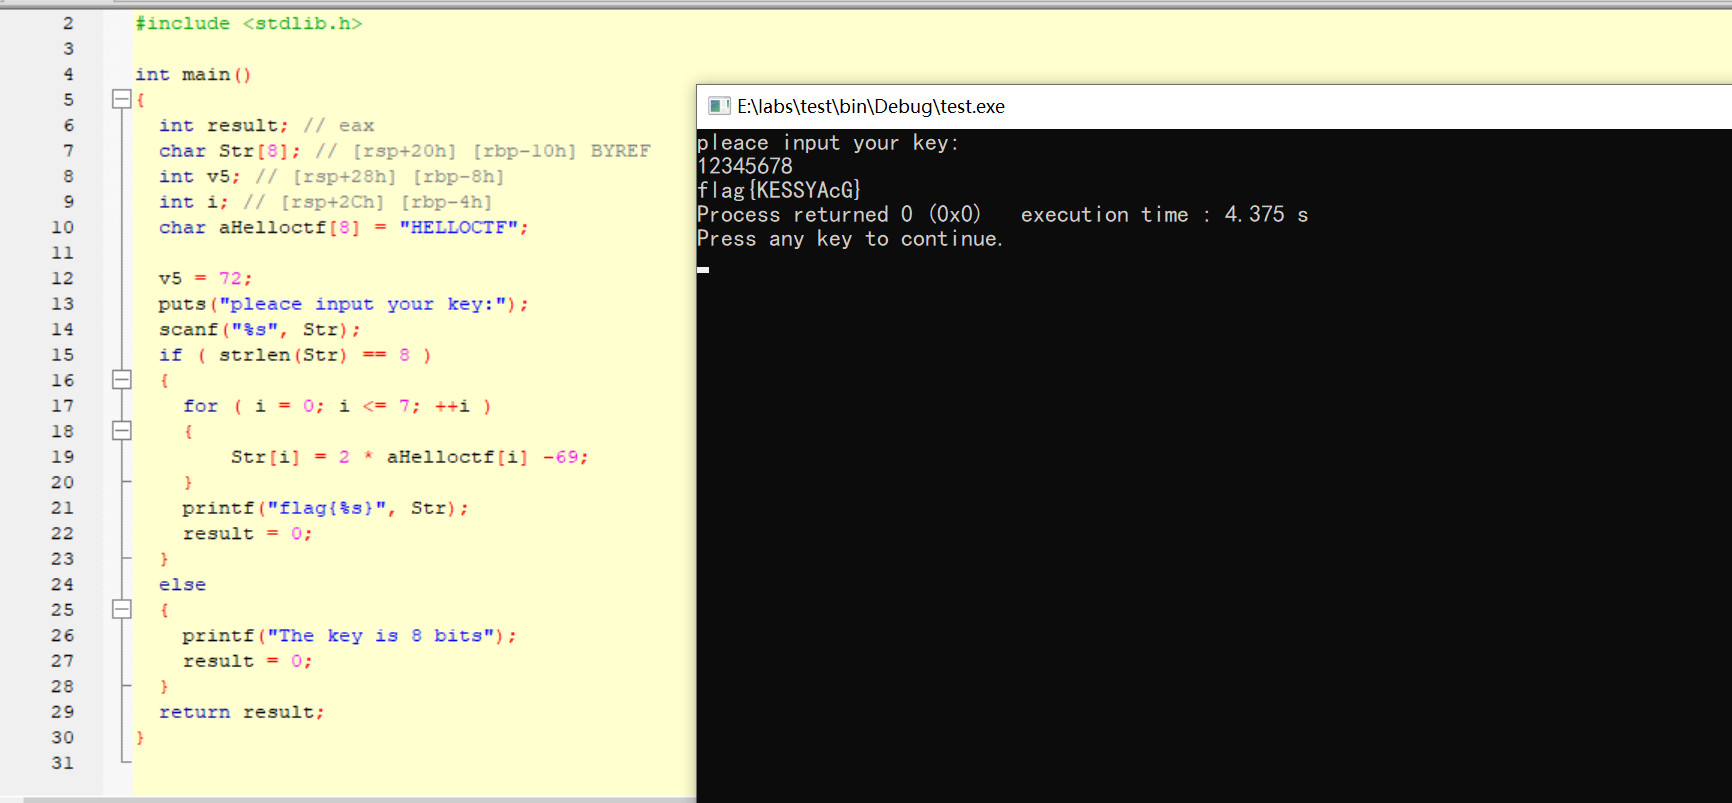 2 #include <stdlib.h>
3
4 int main()
5 {
6 int result; // eax
7 char Str[8]; // [rsp+20h] [rbp-10h] BYREF
8 int v5; // [rsp+28h] [rbp-8h]
9 int i; // [rsp+2Ch] [rbp-4h]
10 char aHelloctf[8] = "HELLOCTF";
11
12 v5 = 72;
13 puts("pleace input your key:");
14 scanf("%s", Str);
15 if ( strlen(Str) == 8 )
16 {
17 for ( i = 0; i <= 7; ++i )
18 {
19 Str[i] = 2 * aHelloctf[i] -69;
20 }
21 printf("flag{%s}", Str);
22 result = 0;
23 }
24 else
25 {
26 printf("The key is 8 bits");
27 result = 0;
28 }
29 return result;
30 }
31
E:\labs\test\bin\Debug\test.exe
pleace input your key:
12345678
flag{KESSYAcG}
Process returned 0 (0x0) execution time : 4.375 s
Press any key to continue.